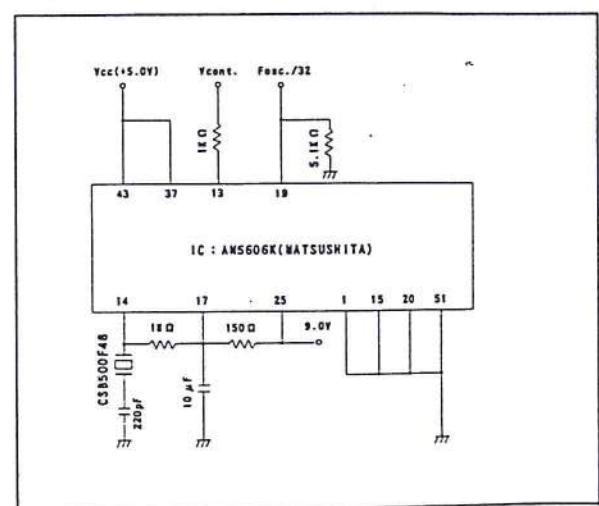 Vcc(+5.0V) Vcont. Fosc./32
1KΩ
5.1KΩ
43 37 13 19
IC : AN5606K(MATSUSHITA)
14 17 25 1 15 20 51
1KΩ 150Ω 9.0V
CSB500F48
10μF
220pF